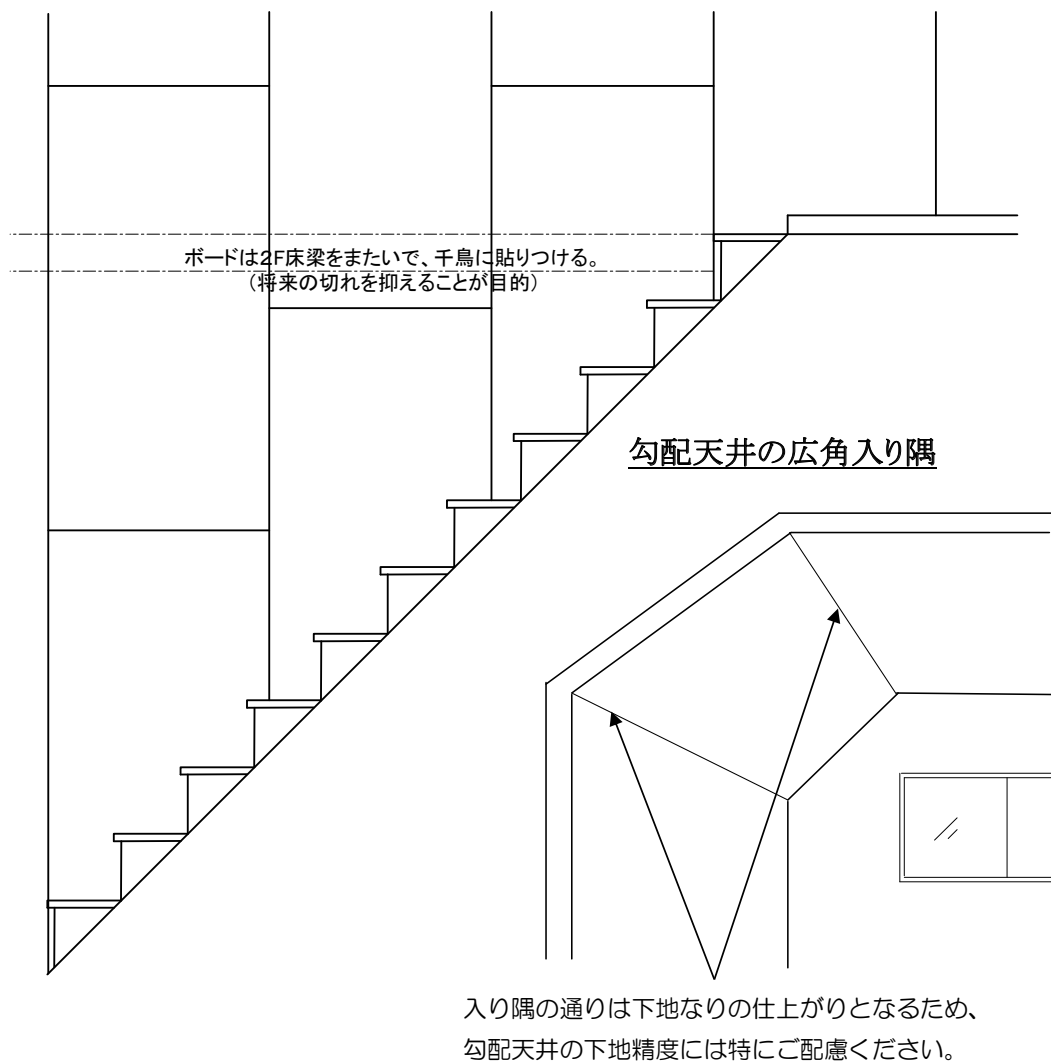 ボードは2F床梁をまたいで、千鳥に貼りつける。
（将来の切れを抑えることが目的）
勾配天井の広角入り隅
入り隅の通りは下地なりの仕上がりとなるため、
勾配天井の下地精度には特にご配慮ください。